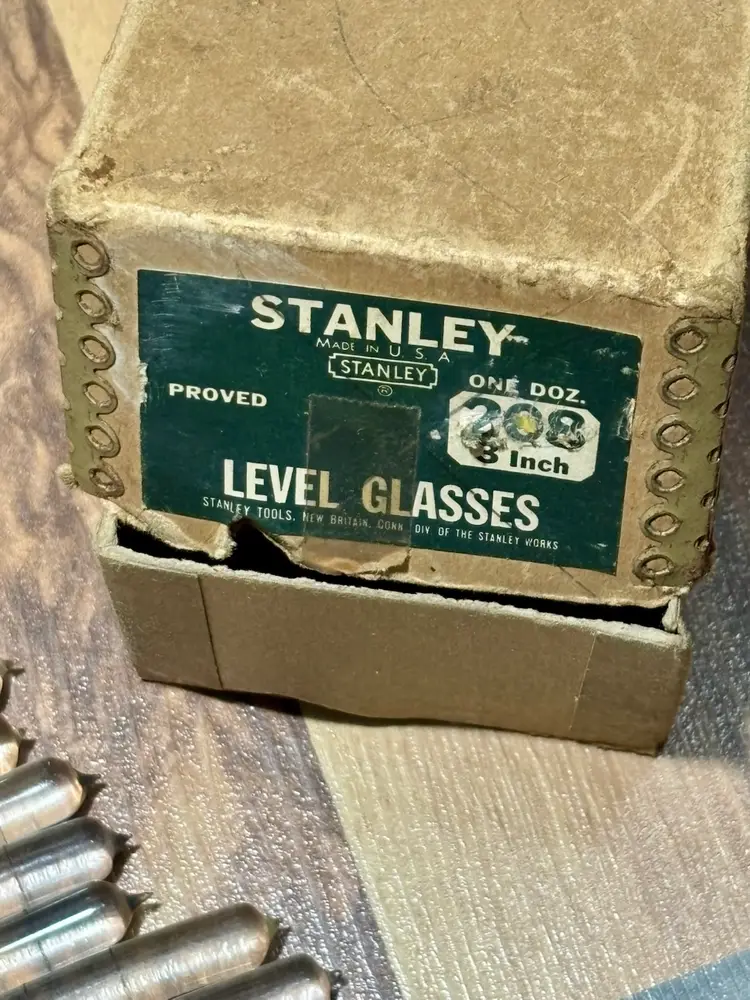 STANLEY
MADE IN U. S. A
STANLEY
®
PROVED
ONE DOZ.
208
3 Inch
LEVEL GLASSES
STANLEY TOOLS, NEW BRITAIN, CONN. DIV OF THE STANLEY WORKS